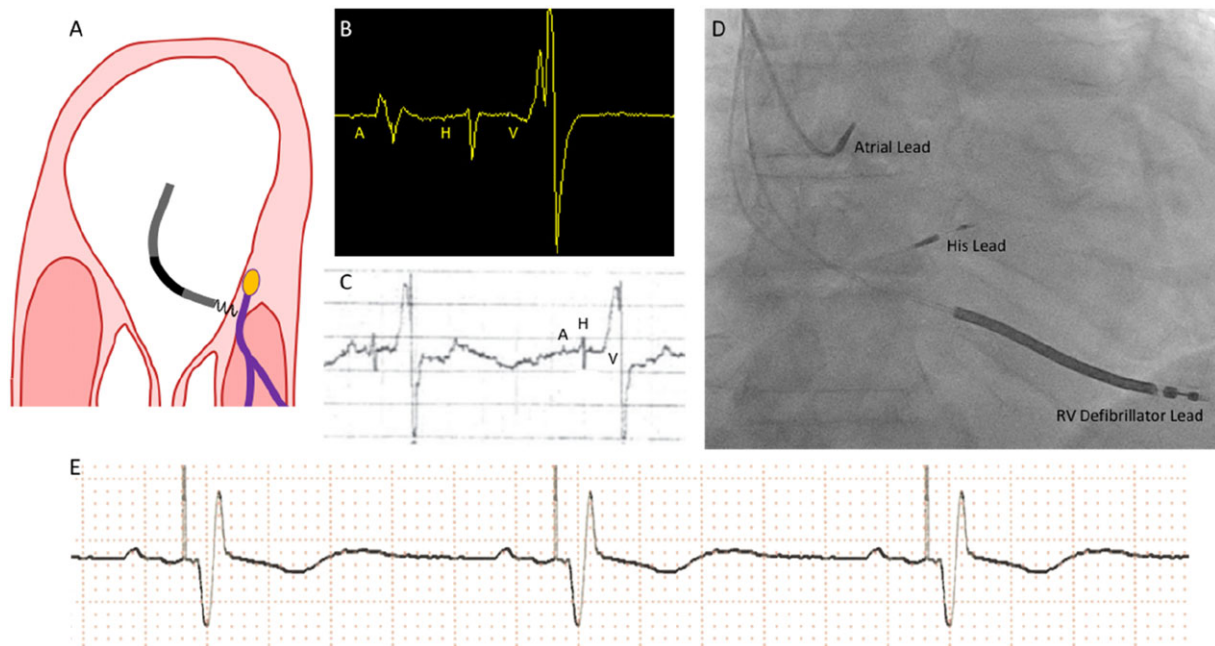 A
B
A
H
V
C
A
H
V
D
Atrial Lead
His Lead
RV Defibrillator Lead
E